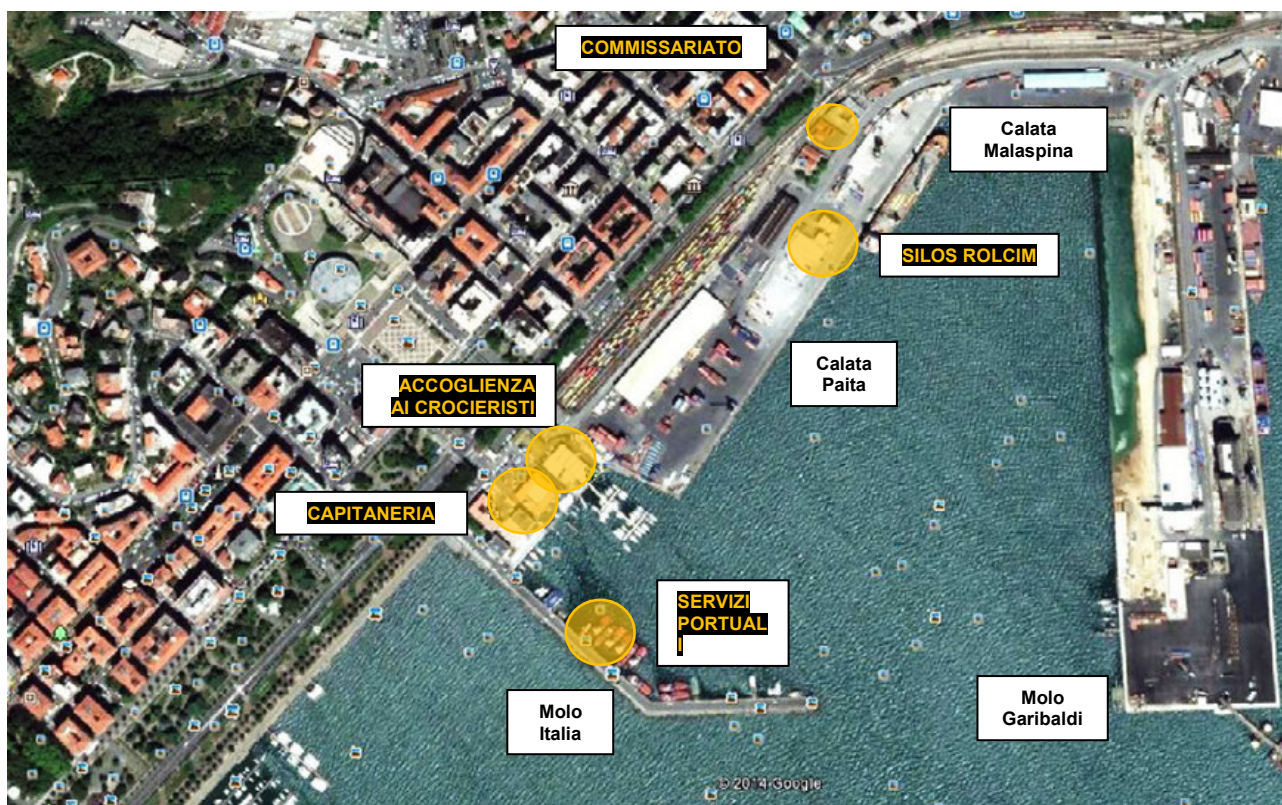 COMMISSARIATO
Calata
Malaspina
SILOS ROLCIM
Calata
Paita
ACCOGLIENZA
AI CROCIERISTI
CAPITANERIA
SERVIZI
PORTUAL
I
Molo
Italia
Molo
Garibaldi
© 2014 Google